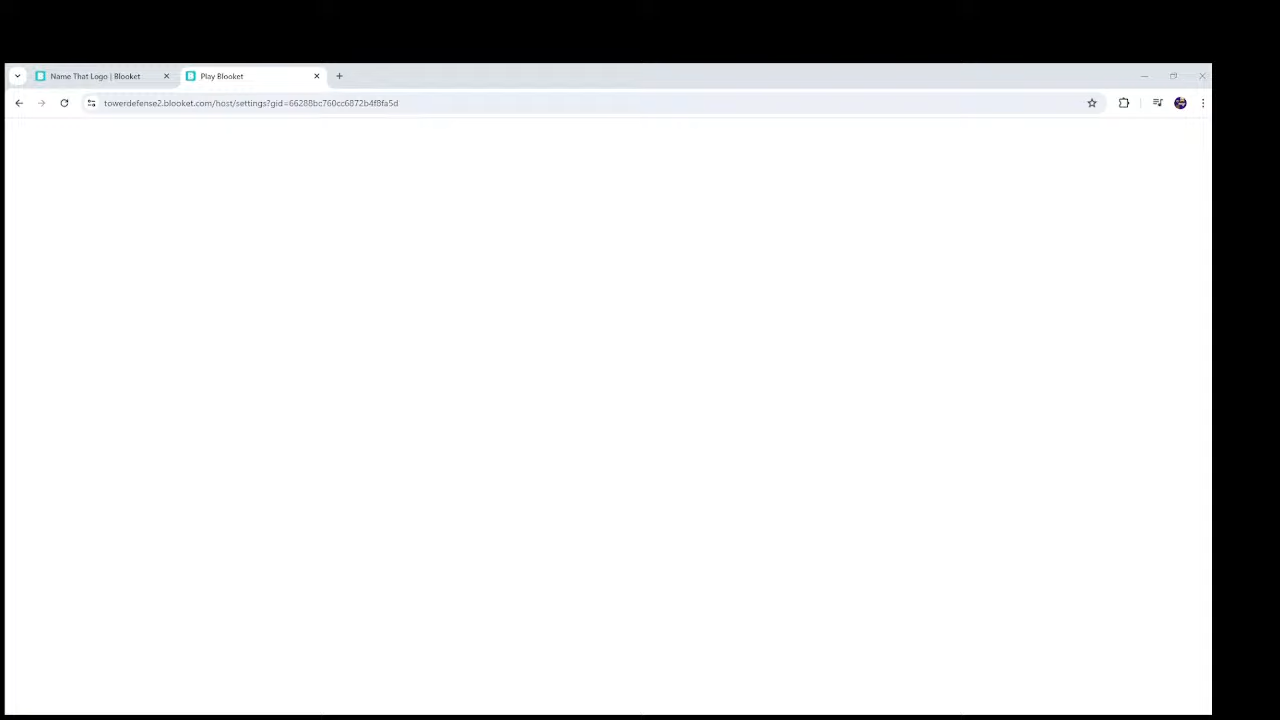 Name That Logo | Blooket
Play Blooket
towerdefense2.blooket.com/host/settings?gid=66288bc760cc6872b4f8fa5d